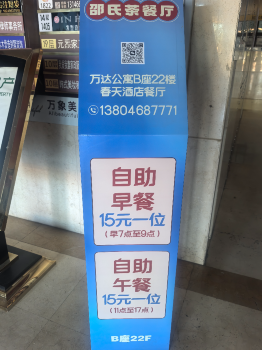 邵氏茶餐厅
万达公寓B座22楼
春天酒店餐厅
13804687771
自助
早餐
15元一位
(早7点至9点)
自助
午餐
15元一位
(11点至17点)
B座22F
万象美